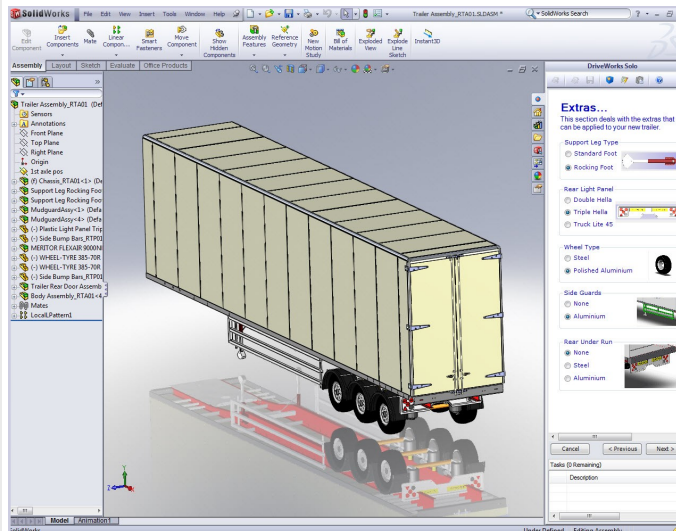 SolidWorks File Edit View Insert Tools Window Help Trailer Assembly_RTA01.SLDASM * SolidWorks Search
Edit Component
Insert Components
Mate
Linear Compon...
Smart Fasteners
Move Component
Show Hidden Components
Assembly Features
Reference Geometry
New Motion Study
Bill of Materials
Exploded View
Explode Line Sketch
Instant3D
Assembly Layout Sketch Evaluate Office Products
DriveWorks Solo
Trailer Assembly_RTA01 (Def
Sensors
Annotations
Front Plane
Top Plane
Right Plane
Origin
1st axle pos
(f) Chassis_RTA01<1> (De
Support Leg Rocking Foo
Support Leg Rocking Foo
MudguardAssy<1> (Defa
MudguardAssy<4> (Defa
(-) Plastic Light Panel Trip
(-) Side Bump Bars_RTP01
MERITOR FLEXAIR 9000NI
(-) WHEEL-TYRE 385-70R
(-) WHEEL-TYRE 385-70R
(-) Side Bump Bars_RTP01
Trailer Rear Door Assemb
Body Assembly_RTA01<4
Mates
LocalLPattern1
Extras...
This section deals with the extras that
can be applied to your new trailer.
Support Leg Type
Standard Foot
Rocking Foot
Rear Light Panel
Double Hella
Triple Hella
Truck Lite 45
Wheel Type
Steel
Polished Aluminium
Side Guards
None
Aluminium
Rear Under Run
None
Steel
Aluminium
Cancel < Previous Next >
Tasks (0 Remaining)
Description
Model Animation1
SolidWorks Under Defined Editing Assembly